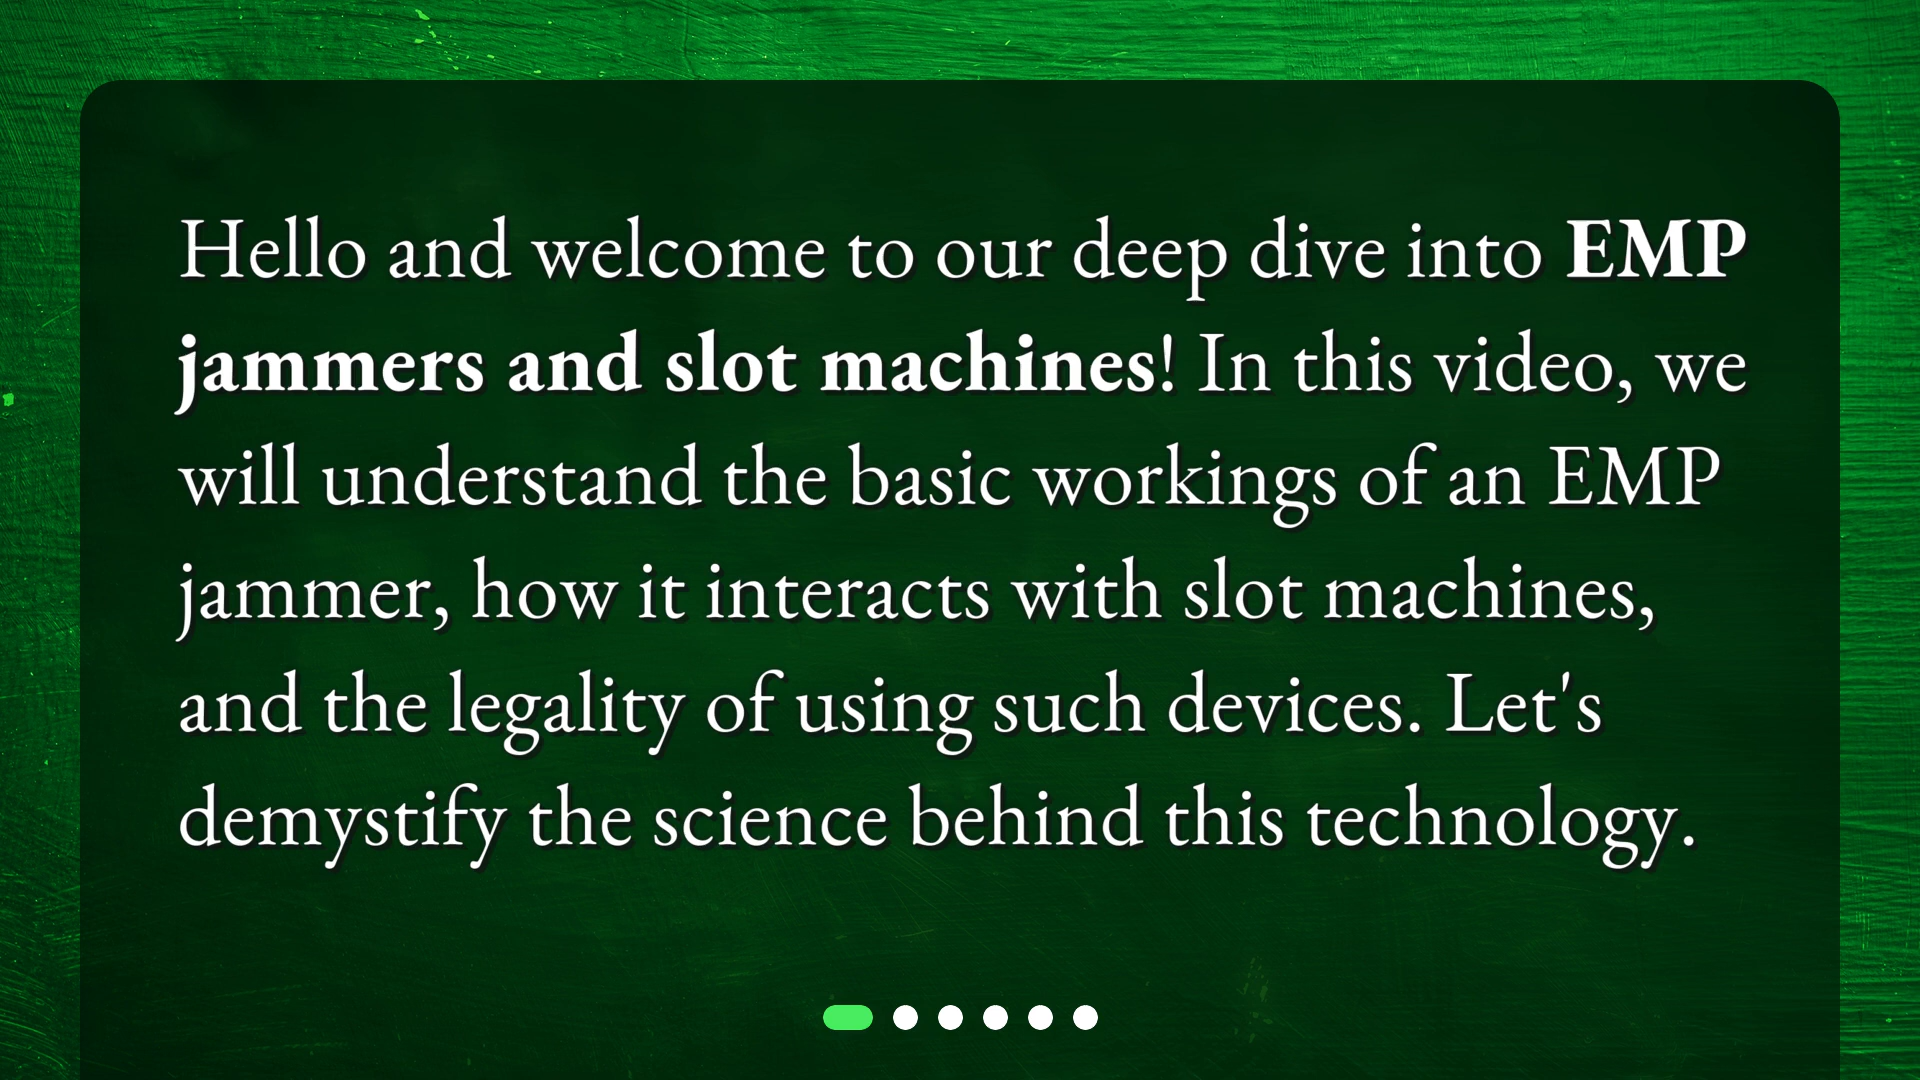 Hello and welcome to our deep dive into EMP
jammers and slot machines! In this video, we
will understand the basic workings of an EMP
jammer, how it interacts with slot machines,
and the legality of using such devices. Let's
demystify the science behind this technology.